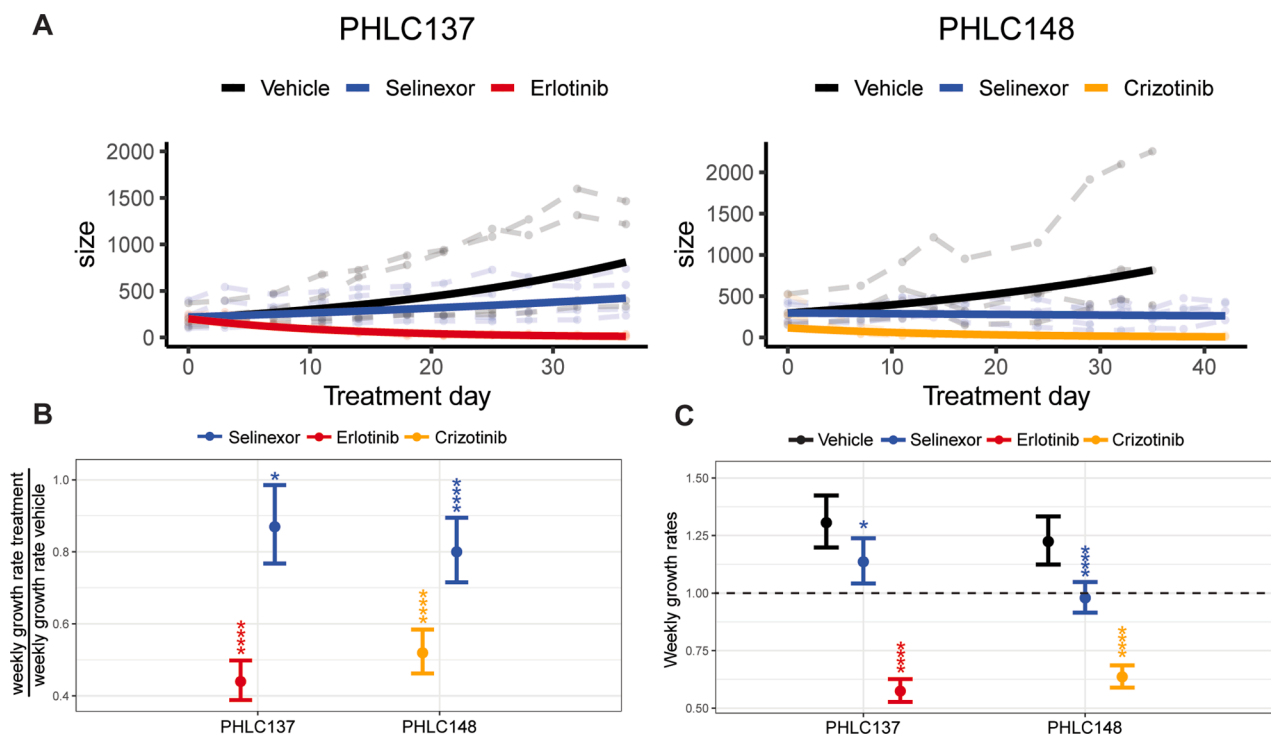 A
PHLC137
PHLC148
Vehicle Selinexor Erlotinib
Vehicle Selinexor Crizotinib
size
2000
1500
1000
500
0
0 10 20 30
Treatment day
size
2000
1500
1000
500
0
0 10 20 30 40
Treatment day
B
Selinexor Erlotinib Crizotinib
weekly growth rate treatment
weekly growth rate vehicle
1.0
0.8
0.6
0.4
*
****
****
****
PHLC137 PHLC148
C
Vehicle Selinexor Erlotinib Crizotinib
Weekly growth rates
1.50
1.25
1.00
0.75
0.50
*
****
****
****
PHLC137 PHLC148